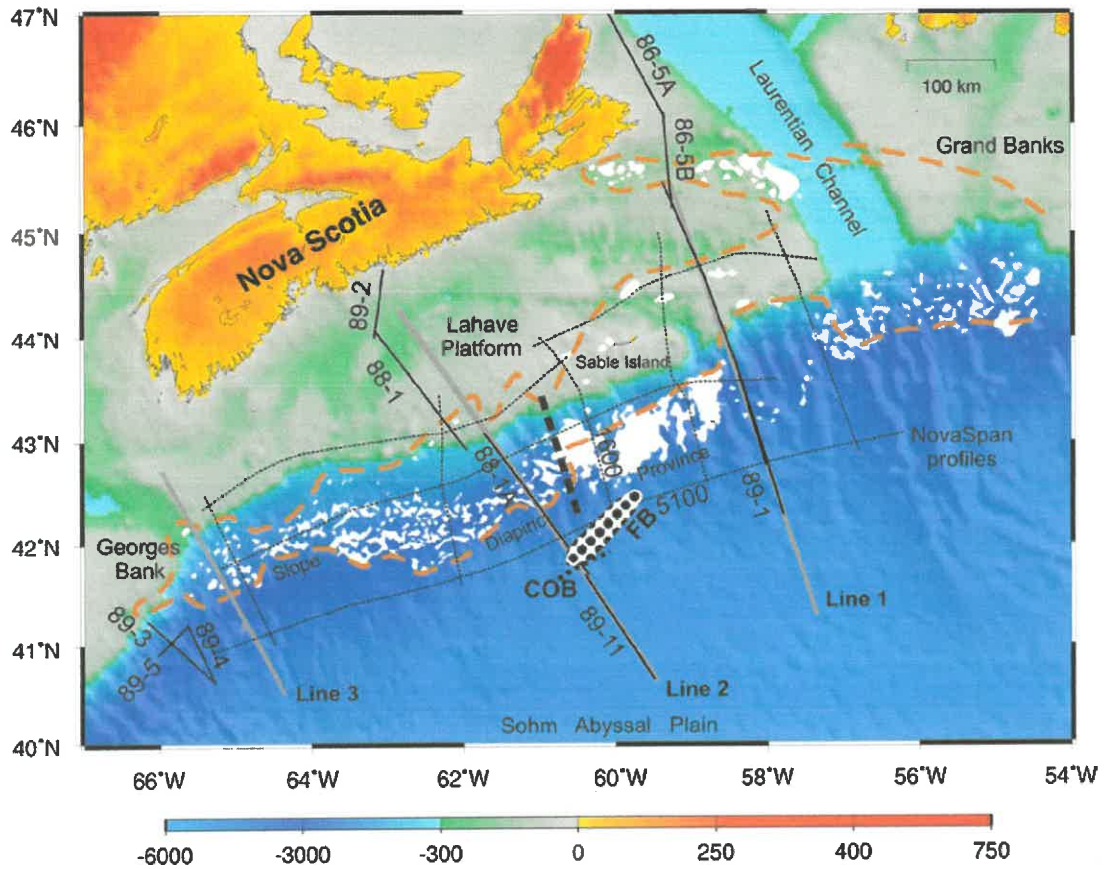 47°N
46°N
45°N
44°N
43°N
42°N
41°N
40°N
66°W
64°W
62°W
60°W
58°W
56°W
54°W
86-5A
86-5B
Laurentian Channel
100 km
Grand Banks
Nova Scotia
89-2
88-1
Lahave
Platform
Sable Island
1600
88-1A
Slope Diapiric Province
NovaSpan
profiles
5100
FB
COB
89-1
89-11
Georges
Bank
89-3
89-5
89-4
Line 3
Line 2
Line 1
Sohm Abyssal Plain
-6000
-3000
-300
0
250
400
750